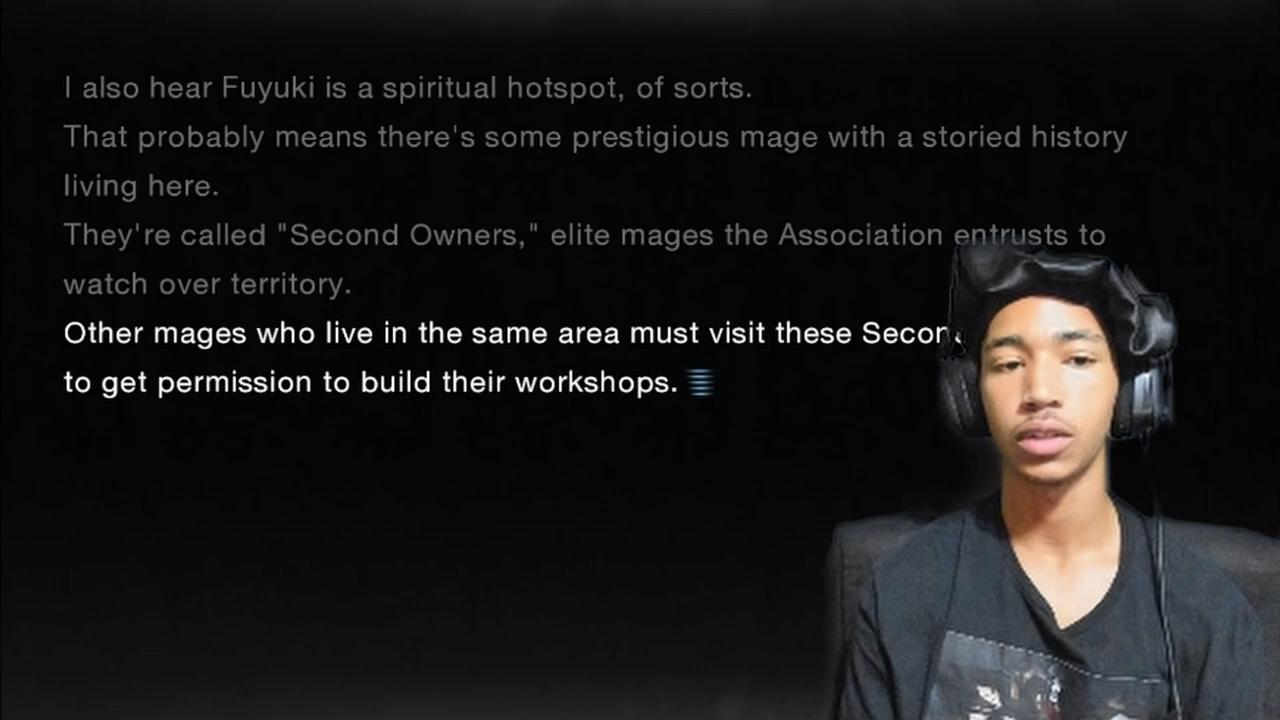 I also hear Fuyuki is a spiritual hotspot, of sorts.
That probably means there's some prestigious mage with a storied history
living here.
They're called "Second Owners," elite mages the Association entrusts to
watch over territory.
Other mages who live in the same area must visit these
to get permission to build their workshops.